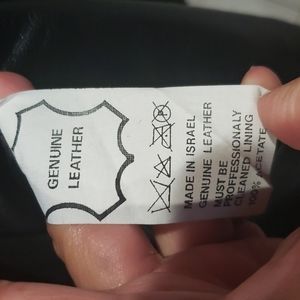 GENUINE
LEATHER
MADE IN ISRAEL
GENUINE LEATHER
MUST BE
PROFFESSIONALY
CLEANED LINING
100% ACETATE